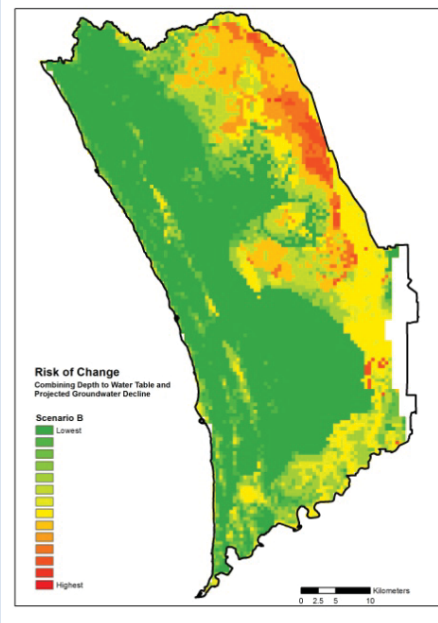 Risk of Change
Combining Depth to Water Table and
Projected Groundwater Decline
Scenario B
Lowest
Highest
Kilometers
0 2.5 5 10